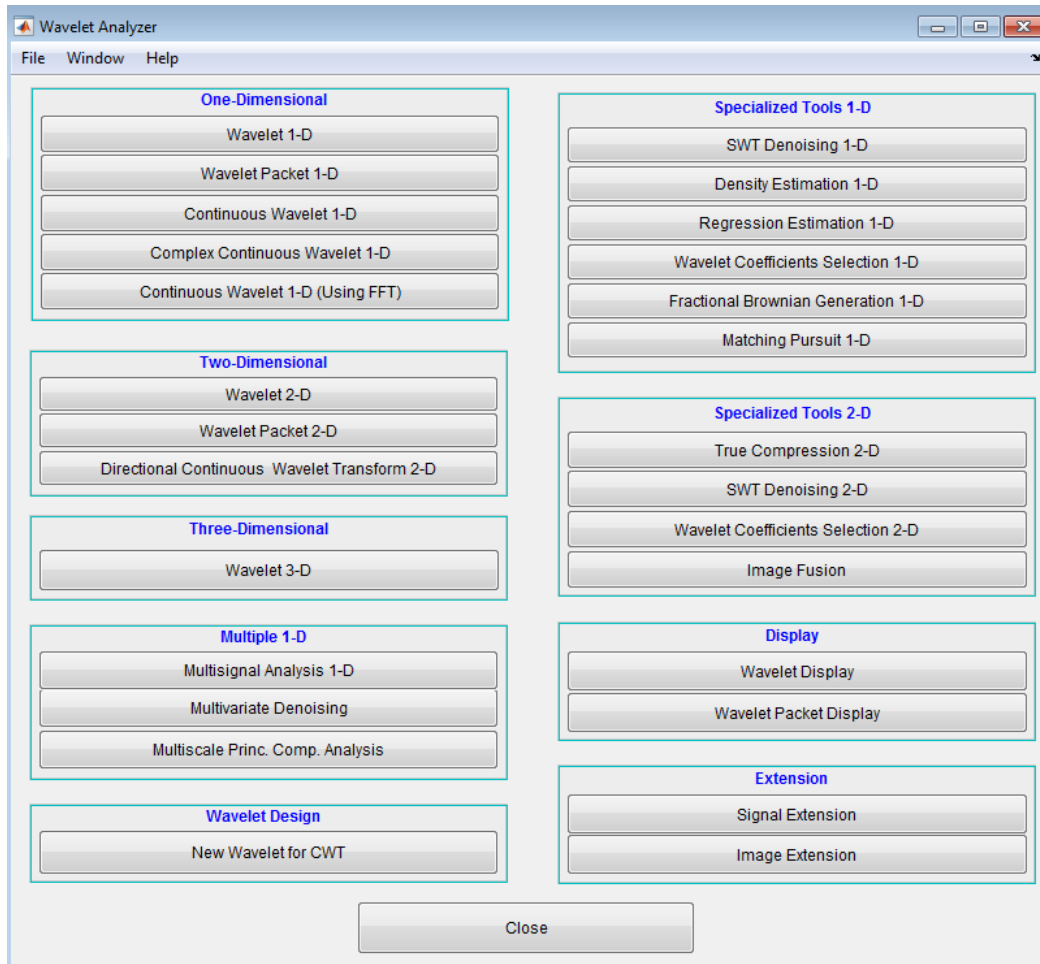 Wavelet Analyzer
File Window Help
One-Dimensional
Wavelet 1-D
Wavelet Packet 1-D
Continuous Wavelet 1-D
Complex Continuous Wavelet 1-D
Continuous Wavelet 1-D (Using FFT)
Two-Dimensional
Wavelet 2-D
Wavelet Packet 2-D
Directional Continuous Wavelet Transform 2-D
Three-Dimensional
Wavelet 3-D
Multiple 1-D
Multisignal Analysis 1-D
Multivariate Denoising
Multiscale Princ. Comp. Analysis
Wavelet Design
New Wavelet for CWT
Specialized Tools 1-D
SWT Denoising 1-D
Density Estimation 1-D
Regression Estimation 1-D
Wavelet Coefficients Selection 1-D
Fractional Brownian Generation 1-D
Matching Pursuit 1-D
Specialized Tools 2-D
True Compression 2-D
SWT Denoising 2-D
Wavelet Coefficients Selection 2-D
Image Fusion
Display
Wavelet Display
Wavelet Packet Display
Extension
Signal Extension
Image Extension
Close